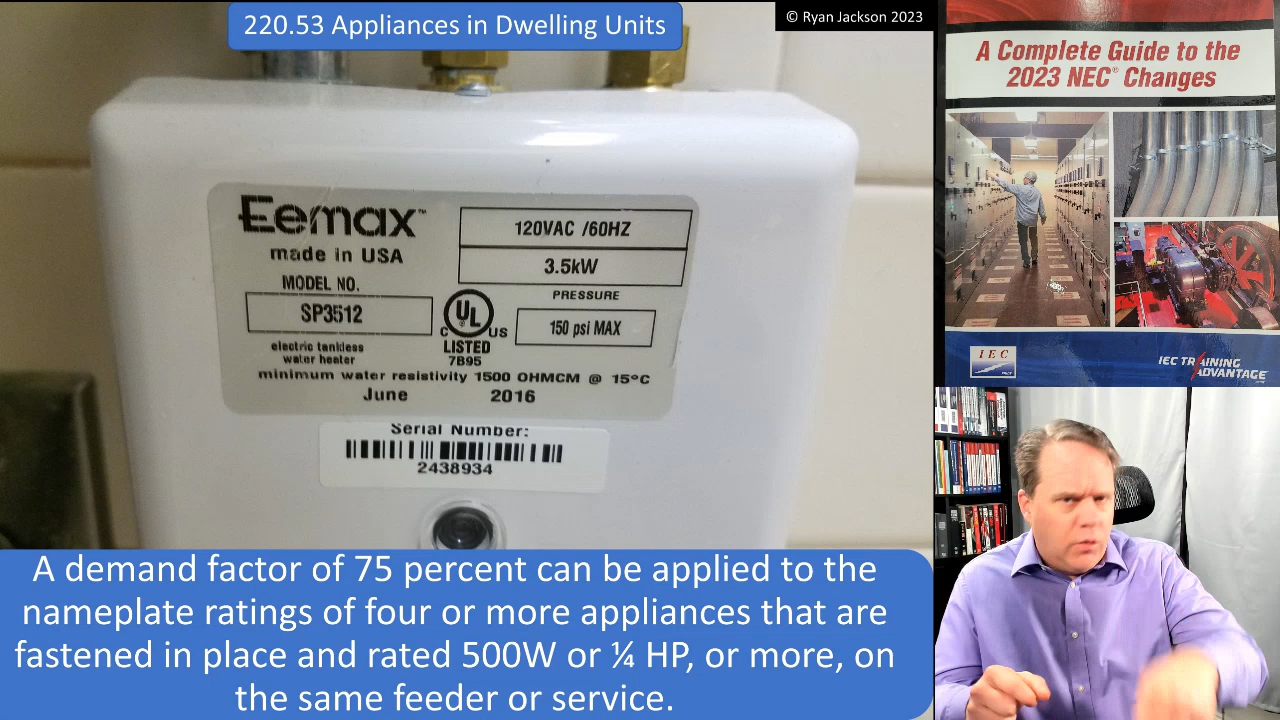 220.53 Appliances in Dwelling Units
© Ryan Jackson 2023
A Complete Guide to the
2023 NEC® Changes
Eemax™
made in USA
120VAC /60HZ
3.5kW
MODEL NO.
SP3512
PRESSURE
150 psi MAX
C UL US
LISTED
7B95
electric tankless
water heater
minimum water resistivity 1500 OHMCM @ 15°C
June 2016
Serial Number:
2438934
IEC
IEC TRAINING
ADVANTAGE
A demand factor of 75 percent can be applied to the
nameplate ratings of four or more appliances that are
fastened in place and rated 500W or ¼ HP, or more, on
the same feeder or service.